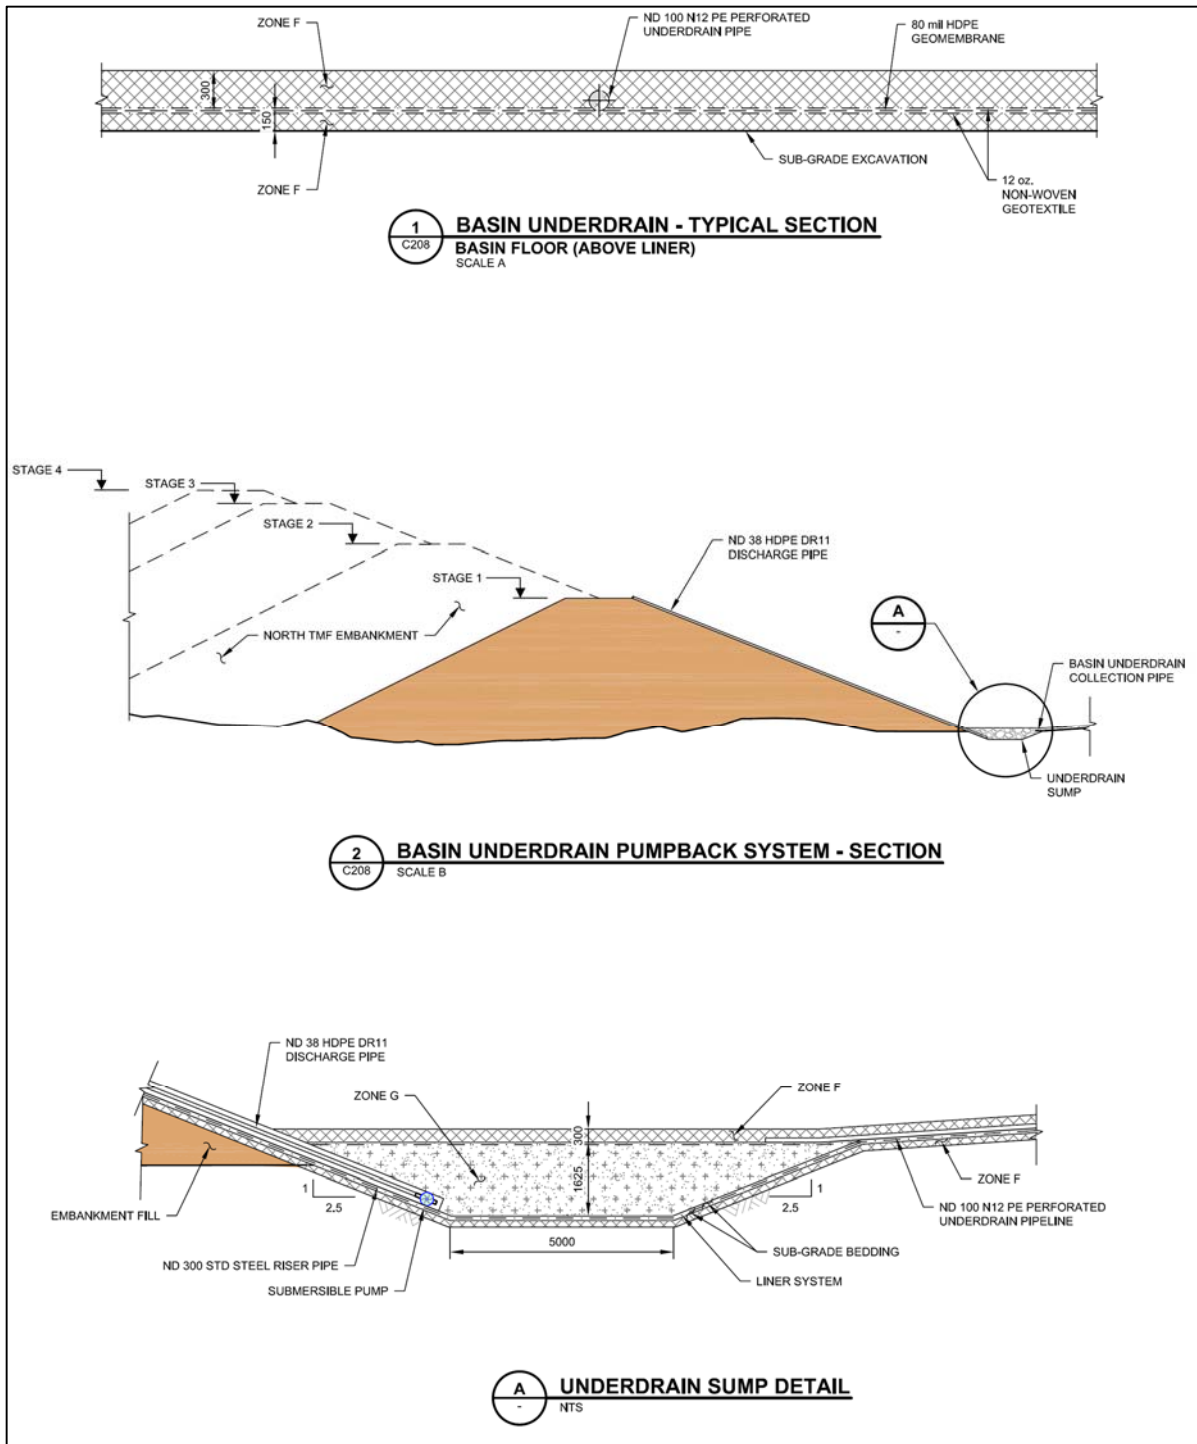 ZONE F
ND 100 N12 PE PERFORATED
UNDERDRAIN PIPE
80 mil HDPE
GEOMEMBRANE
300
150
SUB-GRADE EXCAVATION
ZONE F
12 oz.
NON-WOVEN
GEOTEXTILE
1
C208
BASIN UNDERDRAIN - TYPICAL SECTION
BASIN FLOOR (ABOVE LINER)
SCALE A
STAGE 4
STAGE 3
STAGE 2
STAGE 1
ND 38 HDPE DR11
DISCHARGE PIPE
A
-
NORTH TMF EMBANKMENT
BASIN UNDERDRAIN
COLLECTION PIPE
UNDERDRAIN
SUMP
2
C208
BASIN UNDERDRAIN PUMPBACK SYSTEM - SECTION
SCALE B
ND 38 HDPE DR11
DISCHARGE PIPE
ZONE G
ZONE F
300
1625
1
2.5
1
2.5
ZONE F
EMBANKMENT FILL
ND 100 N12 PE PERFORATED
UNDERDRAIN PIPELINE
5000
SUB-GRADE BEDDING
ND 300 STD STEEL RISER PIPE
LINER SYSTEM
SUBMERSIBLE PUMP
A
-
UNDERDRAIN SUMP DETAIL
NTS